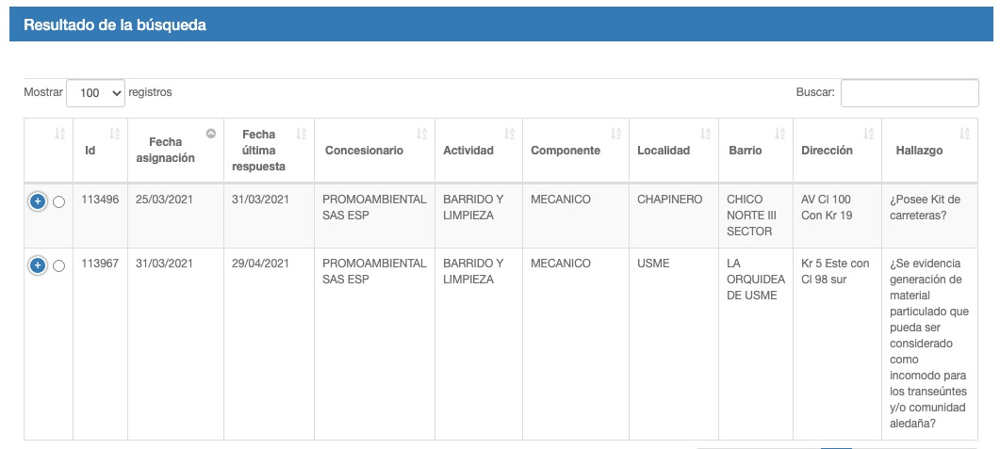 Resultado de la búsqueda
Mostrar 100 registros Buscar:
Id
Fecha
asignación
Fecha
última
respuesta
Concesionario
Actividad
Componente
Localidad
Barrio
Dirección
Hallazgo
113496
25/03/2021
31/03/2021
PROMOAMBIENTAL
SAS ESP
BARRIDO Y
LIMPIEZA
MECANICO
CHAPINERO
CHICO
NORTE III
SECTOR
AV Cl 100
Con Kr 19
¿Posee Kit de
carreteras?
113967
31/03/2021
29/04/2021
PROMOAMBIENTAL
SAS ESP
BARRIDO Y
LIMPIEZA
MECANICO
USME
LA
ORQUIDEA
DE USME
Kr 5 Este con
Cl 98 sur
¿Se evidencia
generación de
material
particulado que
pueda ser
considerado
como
incomodo para
los transeúntes
y/o comunidad
aledaña?